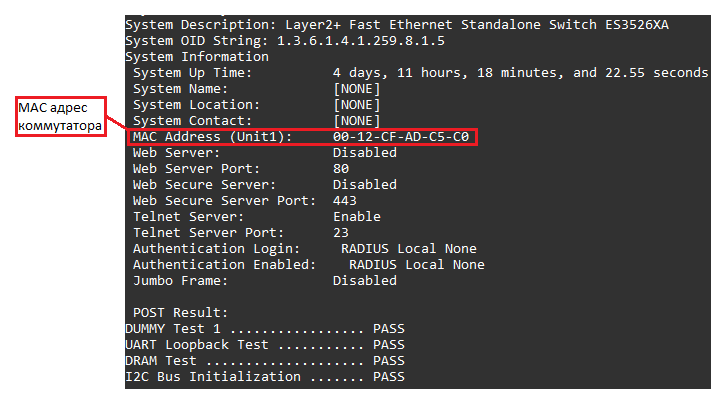 System Description: Layer2+ Fast Ethernet Standalone Switch ES3526XA
System OID String: 1.3.6.1.4.1.259.8.1.5
System Information
System Up Time: 4 days, 11 hours, 18 minutes, and 22.55 seconds
System Name: [NONE]
System Location: [NONE]
System Contact: [NONE]
MAC адрес
коммутатора
MAC Address (Unit1): 00-12-CF-AD-C5-C0
Web Server: Disabled
Web Server Port: 80
Web Secure Server: Disabled
Web Secure Server Port: 443
Telnet Server: Enable
Telnet Server Port: 23
Authentication Login: RADIUS Local None
Authentication Enabled: RADIUS Local None
Jumbo Frame: Disabled
POST Result:
DUMMY Test 1 ................. PASS
UART Loopback Test ........... PASS
DRAM Test .................... PASS
I2C Bus Initialization ....... PASS